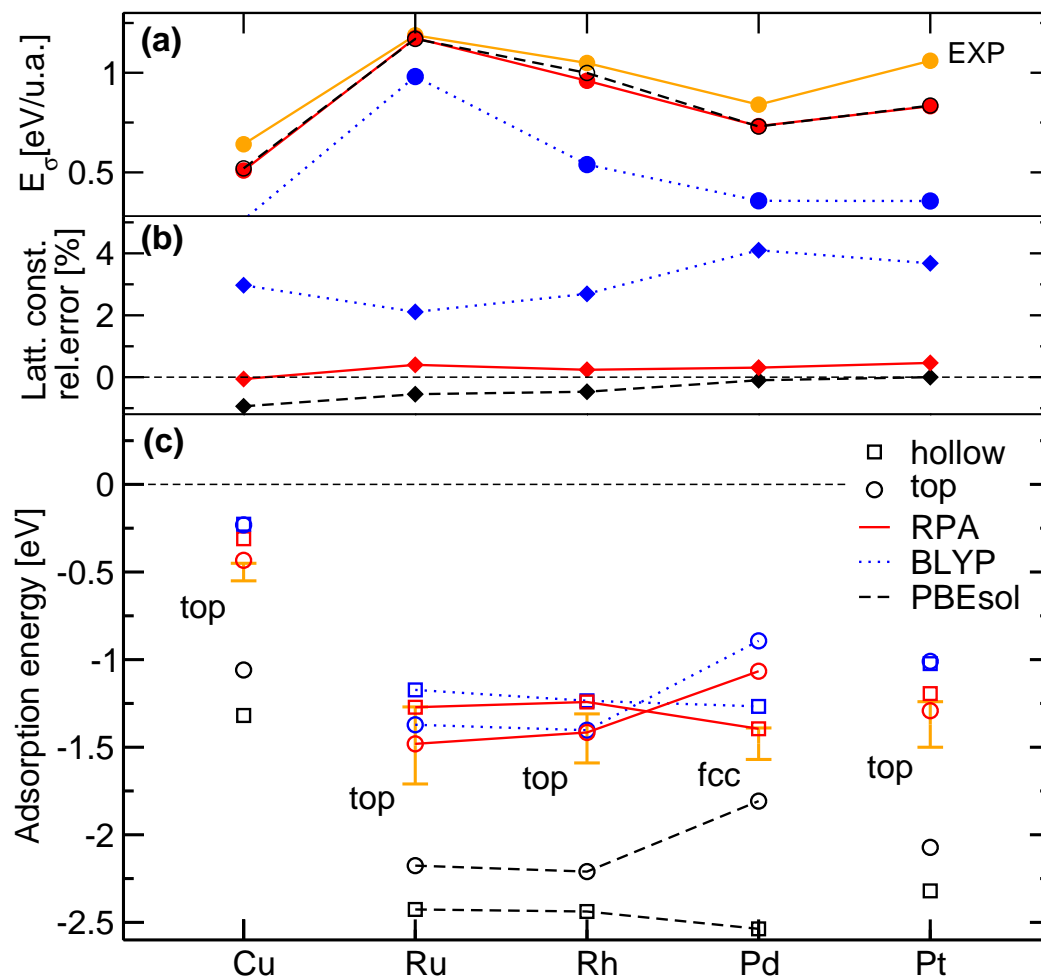 (a)
EXP
E_σ[eV/u.a.]
1
0.5
(b)
Latt. const.
rel.error [%]
4
2
0
(c)
Adsorption energy [eV]
0
-0.5
-1
-1.5
-2
-2.5
hollow
top
RPA
BLYP
PBEsol
top
top
top
fcc
top
Cu
Ru
Rh
Pd
Pt